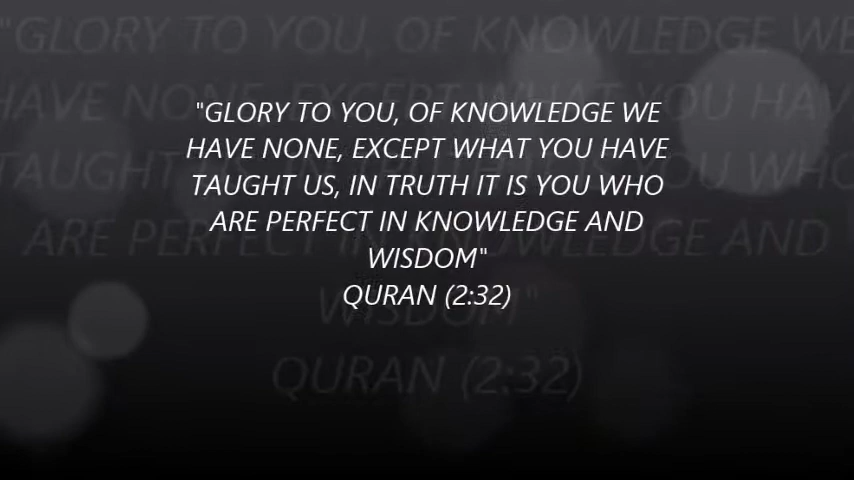 "GLORY TO YOU, OF KNOWLEDGE WE
HAVE NONE, EXCEPT WHAT YOU HAVE
TAUGHT US, IN TRUTH IT IS YOU WHO
ARE PERFECT IN KNOWLEDGE AND
WISDOM"
QURAN (2:32)